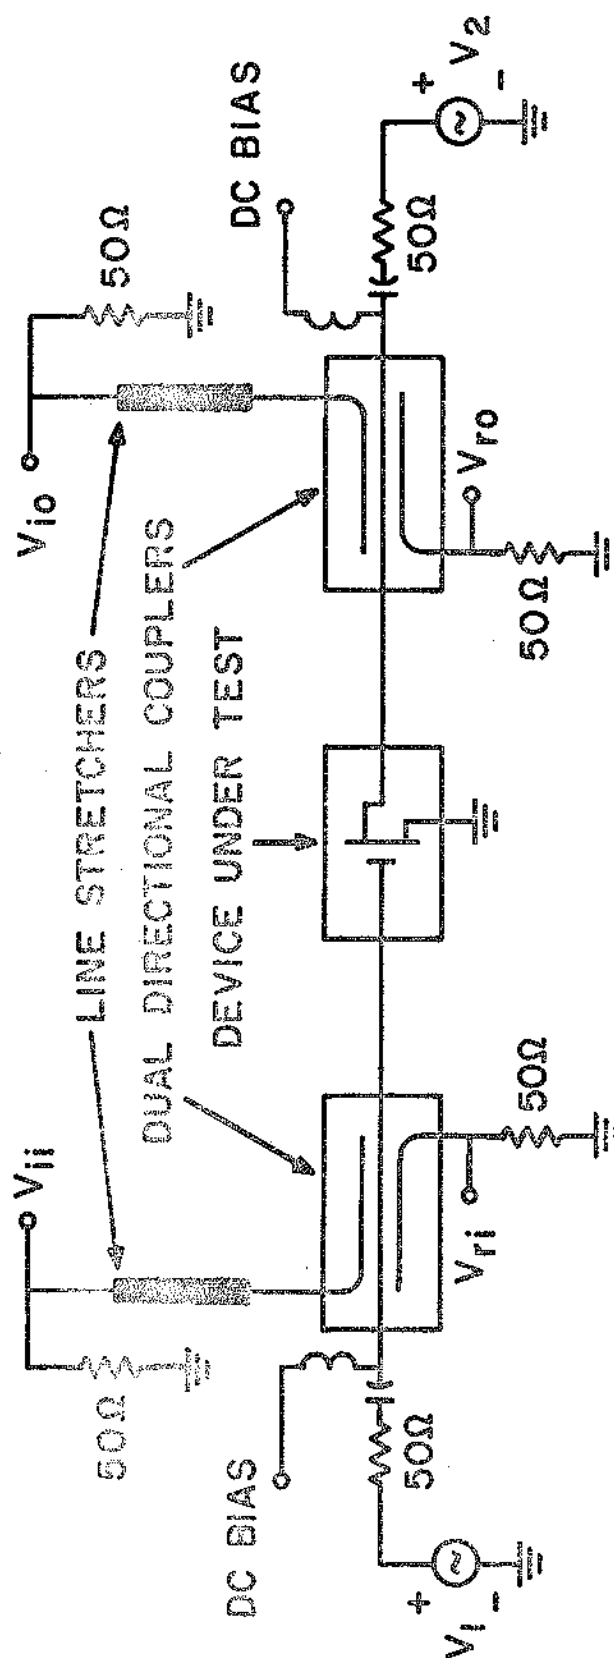 V₁ᵢ
Vᵢₒ
50Ω
LINE STRETCHERS
50Ω
DUAL DIRECTIONAL COUPLERS
DC BIAS
DEVICE UNDER TEST
DC BIAS
+
V₁
-
50Ω
Vᵣᵢ
50Ω
Vᵣₒ
50Ω
50Ω
+
V₂
-